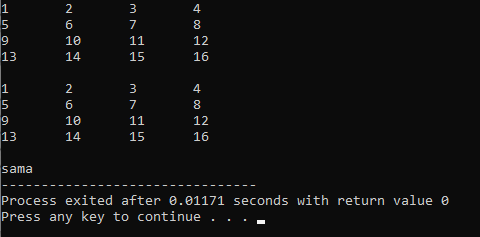 1 2 3 4
5 6 7 8
9 10 11 12
13 14 15 16
1 2 3 4
5 6 7 8
9 10 11 12
13 14 15 16
sama
--------------------------------
Process exited after 0.01171 seconds with return value 0
Press any key to continue . . .